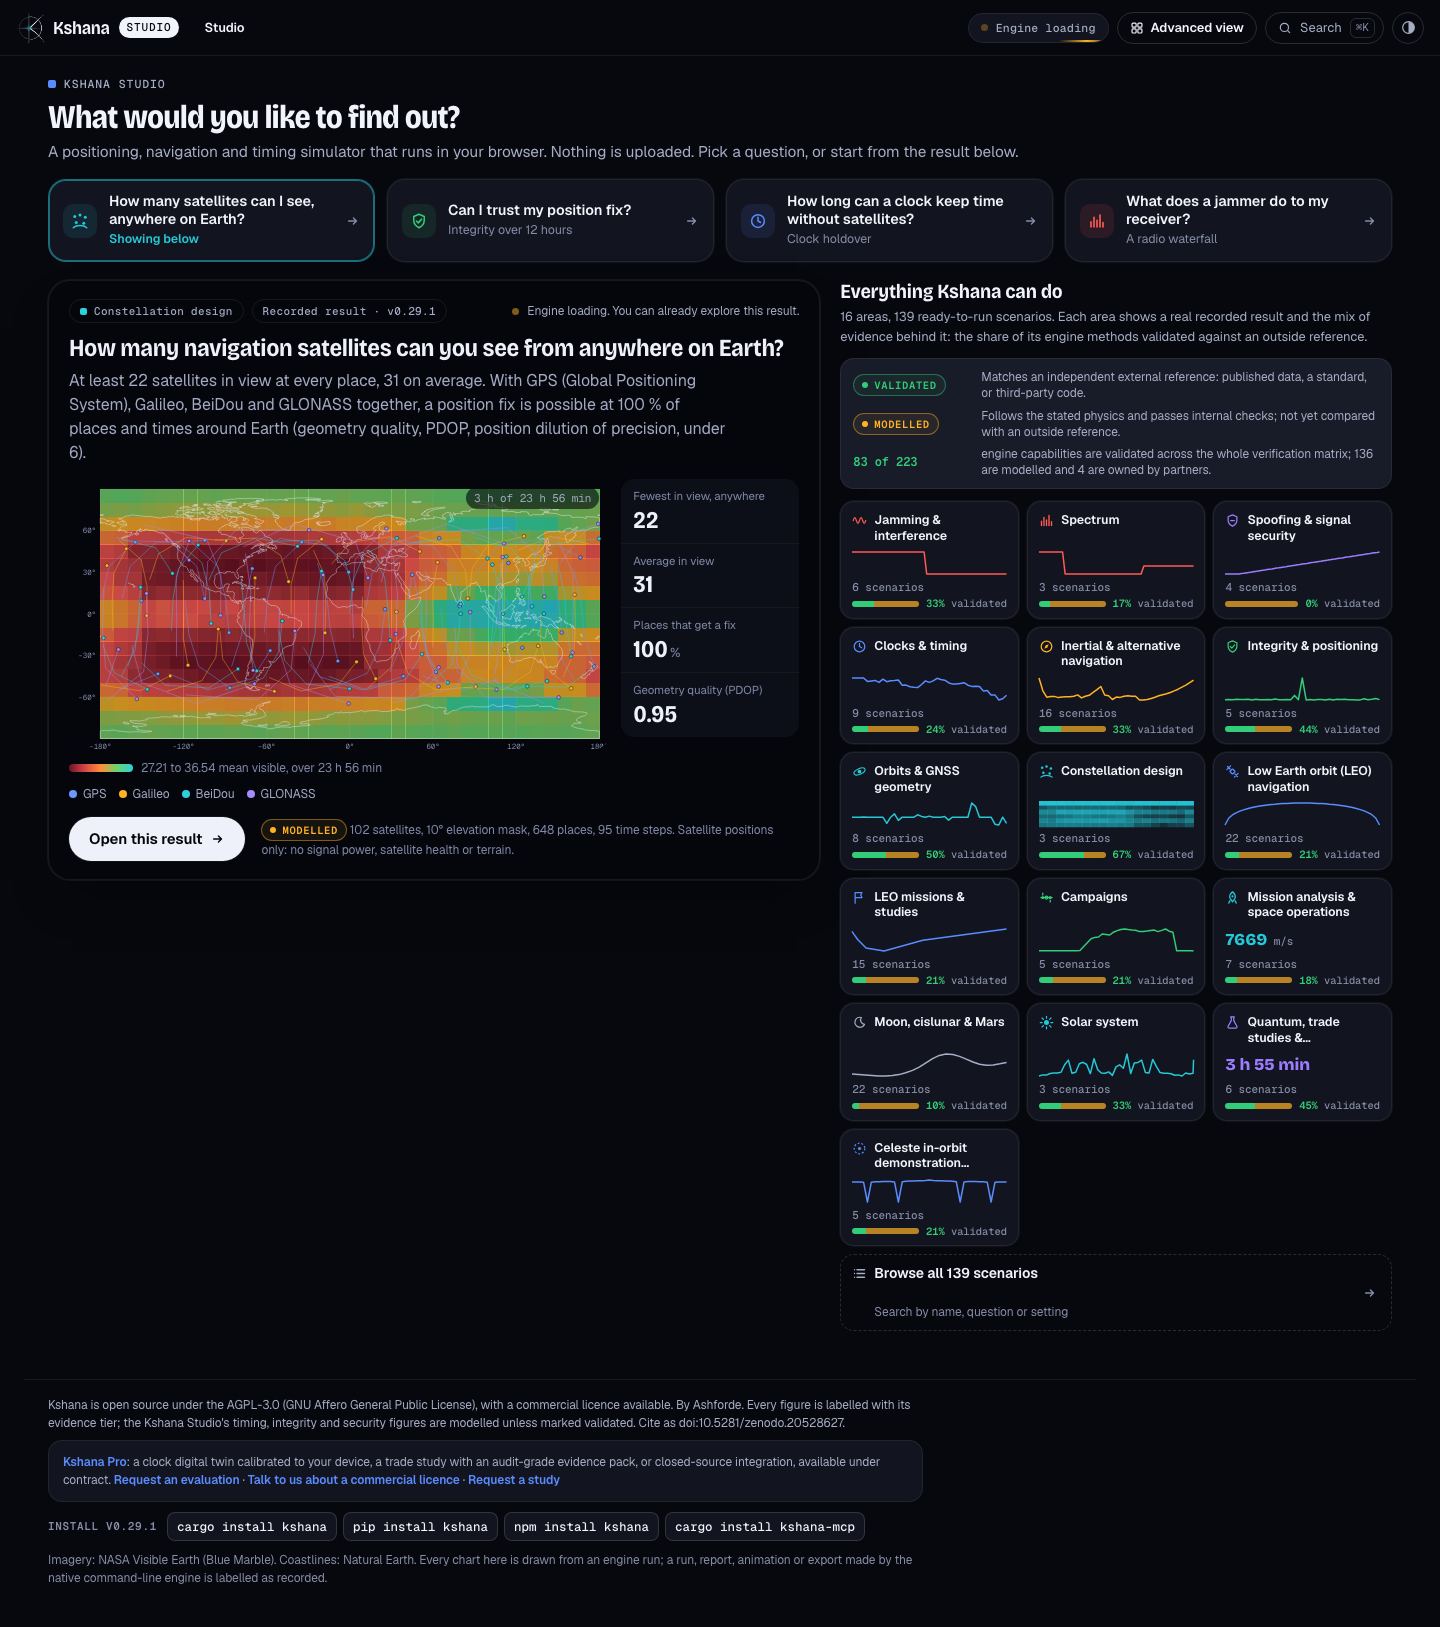 Kshana STUDIO Studio Engine loading Advanced view Search ⌘K
KSHANA STUDIO
What would you like to find out?
A positioning, navigation and timing simulator that runs in your browser. Nothing is uploaded. Pick a question, or start from the result below.
How many satellites can I see,
anywhere on Earth?
Showing below
Can I trust my position fix?
Integrity over 12 hours
How long can a clock keep time
without satellites?
Clock holdover
What does a jammer do to my
receiver?
A radio waterfall
Constellation design Recorded result · v0.29.1 Engine loading. You can already explore this result.
How many navigation satellites can you see from anywhere on Earth?
At least 22 satellites in view at every place, 31 on average. With GPS (Global Positioning
System), Galileo, BeiDou and GLONASS together, a position fix is possible at 100 % of
places and times around Earth (geometry quality, PDOP, position dilution of precision, under
6).
3 h of 23 h 56 min
60°
30°
0°
-30°
-60°
-180° -120° -60° 0° 60° 120° 180°
Fewest in view, anywhere
22
Average in view
31
Places that get a fix
100 %
Geometry quality (PDOP)
0.95
27.21 to 36.54 mean visible, over 23 h 56 min
GPS Galileo BeiDou GLONASS
Open this result →
MODELLED 102 satellites, 10° elevation mask, 648 places, 95 time steps. Satellite positions
only: no signal power, satellite health or terrain.
Everything Kshana can do
16 areas, 139 ready-to-run scenarios. Each area shows a real recorded result and the mix of
evidence behind it: the share of its engine methods validated against an outside reference.
VALIDATED
Matches an independent external reference: published data, a standard,
or third-party code.
MODELLED
Follows the stated physics and passes internal checks; not yet compared
with an outside reference.
83 of 223
engine capabilities are validated across the whole verification matrix; 136
are modelled and 4 are owned by partners.
Jamming &
interference
6 scenarios
33% validated
Spectrum
3 scenarios
17% validated
Spoofing & signal
security
4 scenarios
0% validated
Clocks & timing
9 scenarios
24% validated
Inertial & alternative
navigation
16 scenarios
33% validated
Integrity & positioning
5 scenarios
44% validated
Orbits & GNSS
geometry
8 scenarios
50% validated
Constellation design
3 scenarios
67% validated
Low Earth orbit (LEO)
navigation
22 scenarios
21% validated
LEO missions &
studies
15 scenarios
21% validated
Campaigns
5 scenarios
21% validated
Mission analysis &
space operations
7669 m/s
7 scenarios
18% validated
Moon, cislunar & Mars
22 scenarios
10% validated
Solar system
3 scenarios
33% validated
Quantum, trade
studies &…
3 h 55 min
6 scenarios
45% validated
Celeste in-orbit
demonstration…
5 scenarios
21% validated
Browse all 139 scenarios
Search by name, question or setting
Kshana is open source under the AGPL-3.0 (GNU Affero General Public License), with a commercial licence available. By Ashforde. Every figure is labelled with its
evidence tier; the Kshana Studio's timing, integrity and security figures are modelled unless marked validated. Cite as doi:10.5281/zenodo.20528627.
Kshana Pro: a clock digital twin calibrated to your device, a trade study with an audit-grade evidence pack, or closed-source integration, available under
contract. Request an evaluation · Talk to us about a commercial licence · Request a study
INSTALL V0.29.1 cargo install kshana pip install kshana npm install kshana cargo install kshana-mcp
Imagery: NASA Visible Earth (Blue Marble). Coastlines: Natural Earth. Every chart here is drawn from an engine run; a run, report, animation or export made by the
native command-line engine is labelled as recorded.